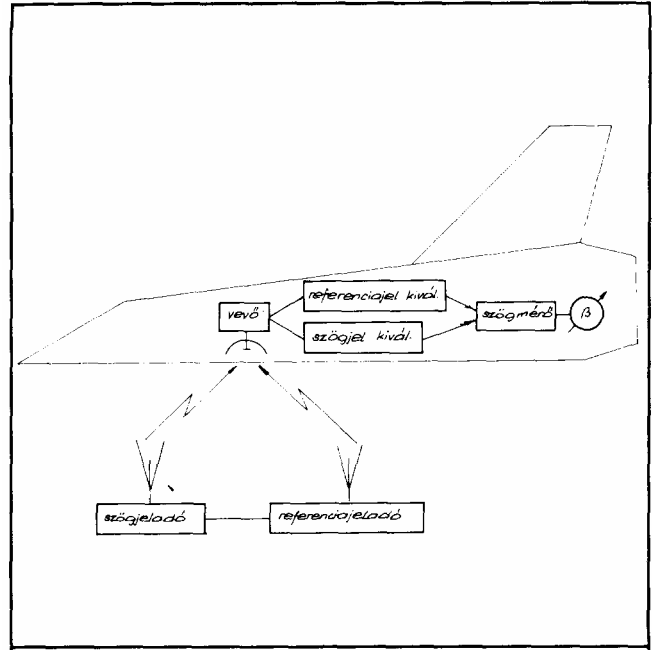 referenciajel kivál.
vevő
szögmérő
β
szögjel kivál.
szögjeladó
referenciajeladó